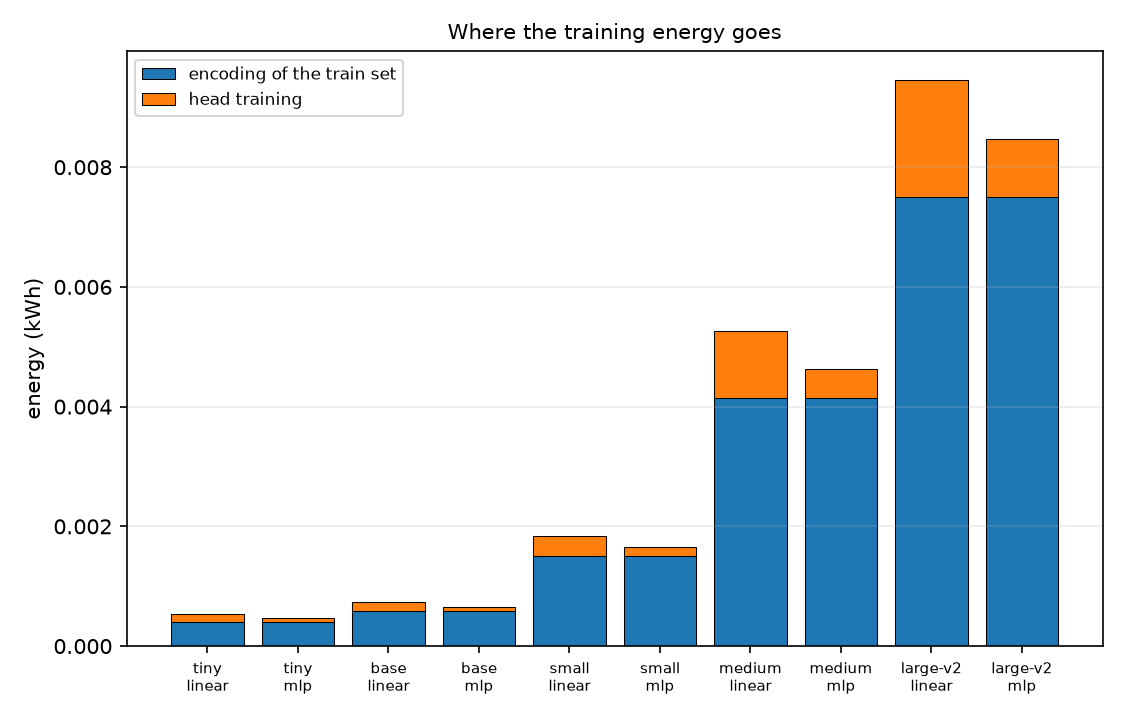 Where the training energy goes
encoding of the train set
head training
energy (kWh)
0.008
0.006
0.004
0.002
0.000
tiny
linear
tiny
mlp
base
linear
base
mlp
small
linear
small
mlp
medium
linear
medium
mlp
large-v2
linear
large-v2
mlp